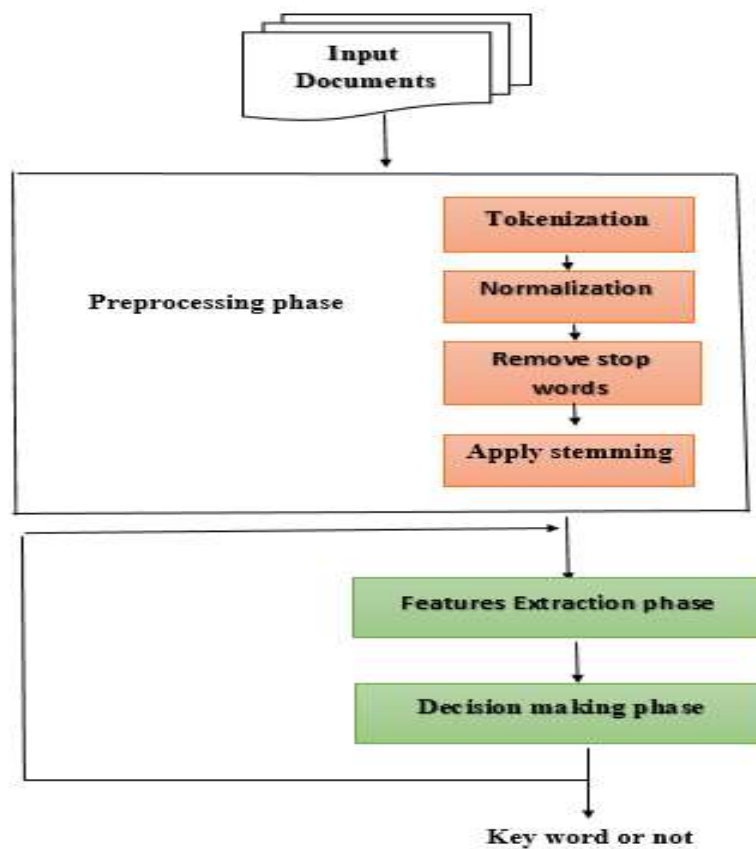 Input
Documents
Tokenization
Normalization
Preprocessing phase
Remove stop
words
Apply stemming
Features Extraction phase
Decision making phase
Key word or not